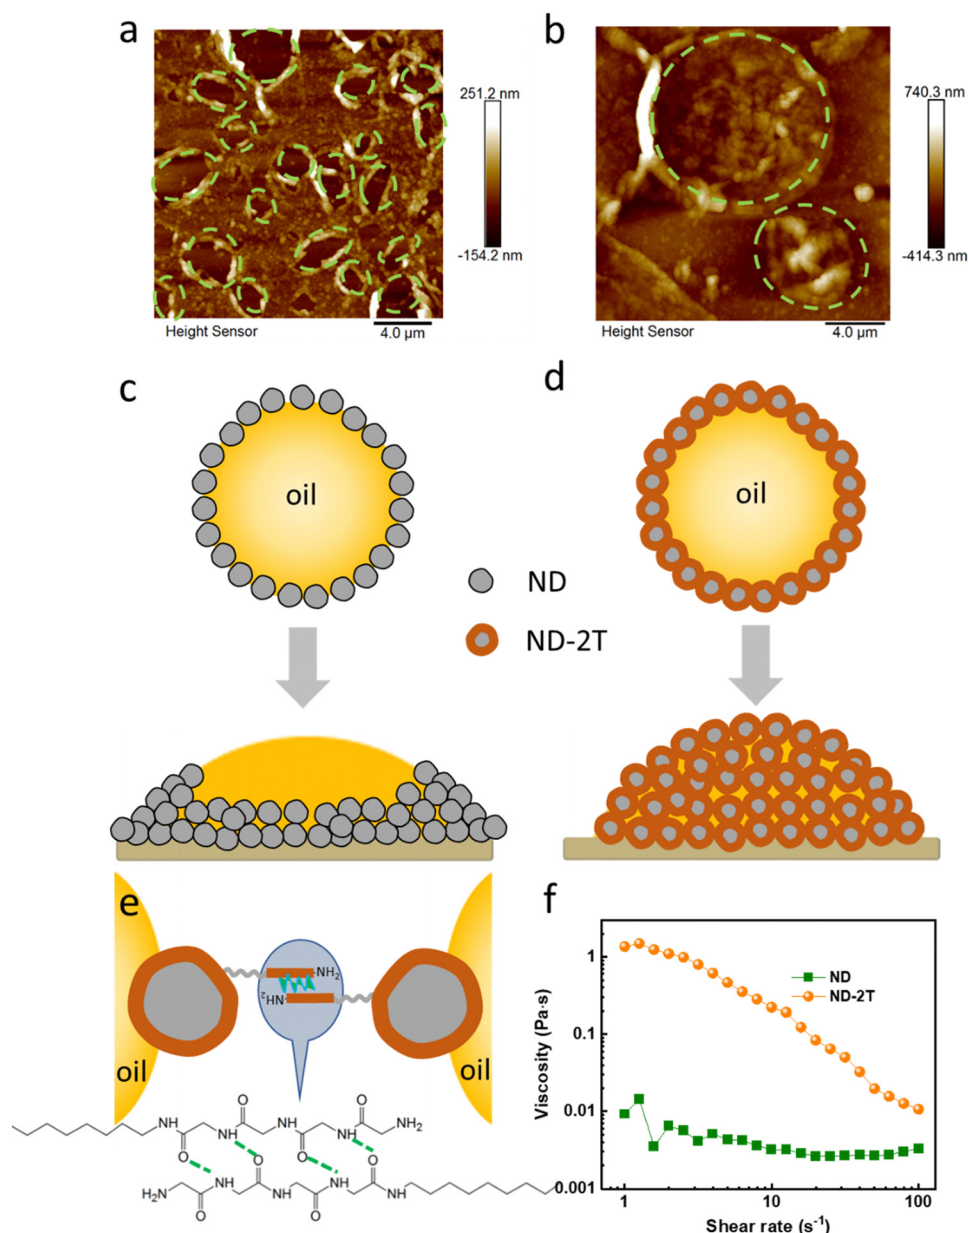 a
251.2 nm
-154.2 nm
Height Sensor
4.0 µm
b
740.3 nm
-414.3 nm
Height Sensor
4.0 µm
c
oil
d
oil
ND
ND-2T
e
NH2
NH2
oil
oil
O
O
NH
NH
NH
NH
NH2
O
O
O
O
H2N
NH
NH
NH
NH
O
O
f
Viscosity (Pa·s)
1
0.1
0.01
0.001
ND
ND-2T
1
10
100
Shear rate (s-1)